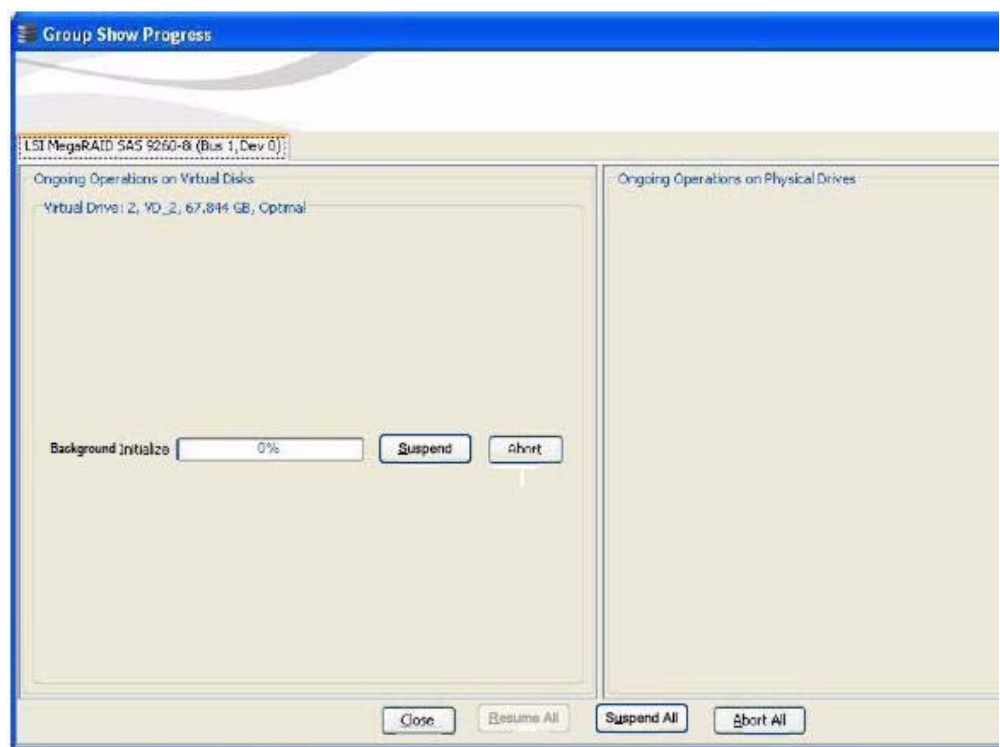 Group Show Progress
LSI MegaRAID SAS 9260-8i (Bus 1,Dev 0)
Ongoing Operations on Virtual Disks
Virtual Drive: 2, VD_2, 67.844 GB, Optimal
Background Initialize 0% Suspend Abort
Ongoing Operations on Physical Drives
Close Resume All Suspend All Abort All